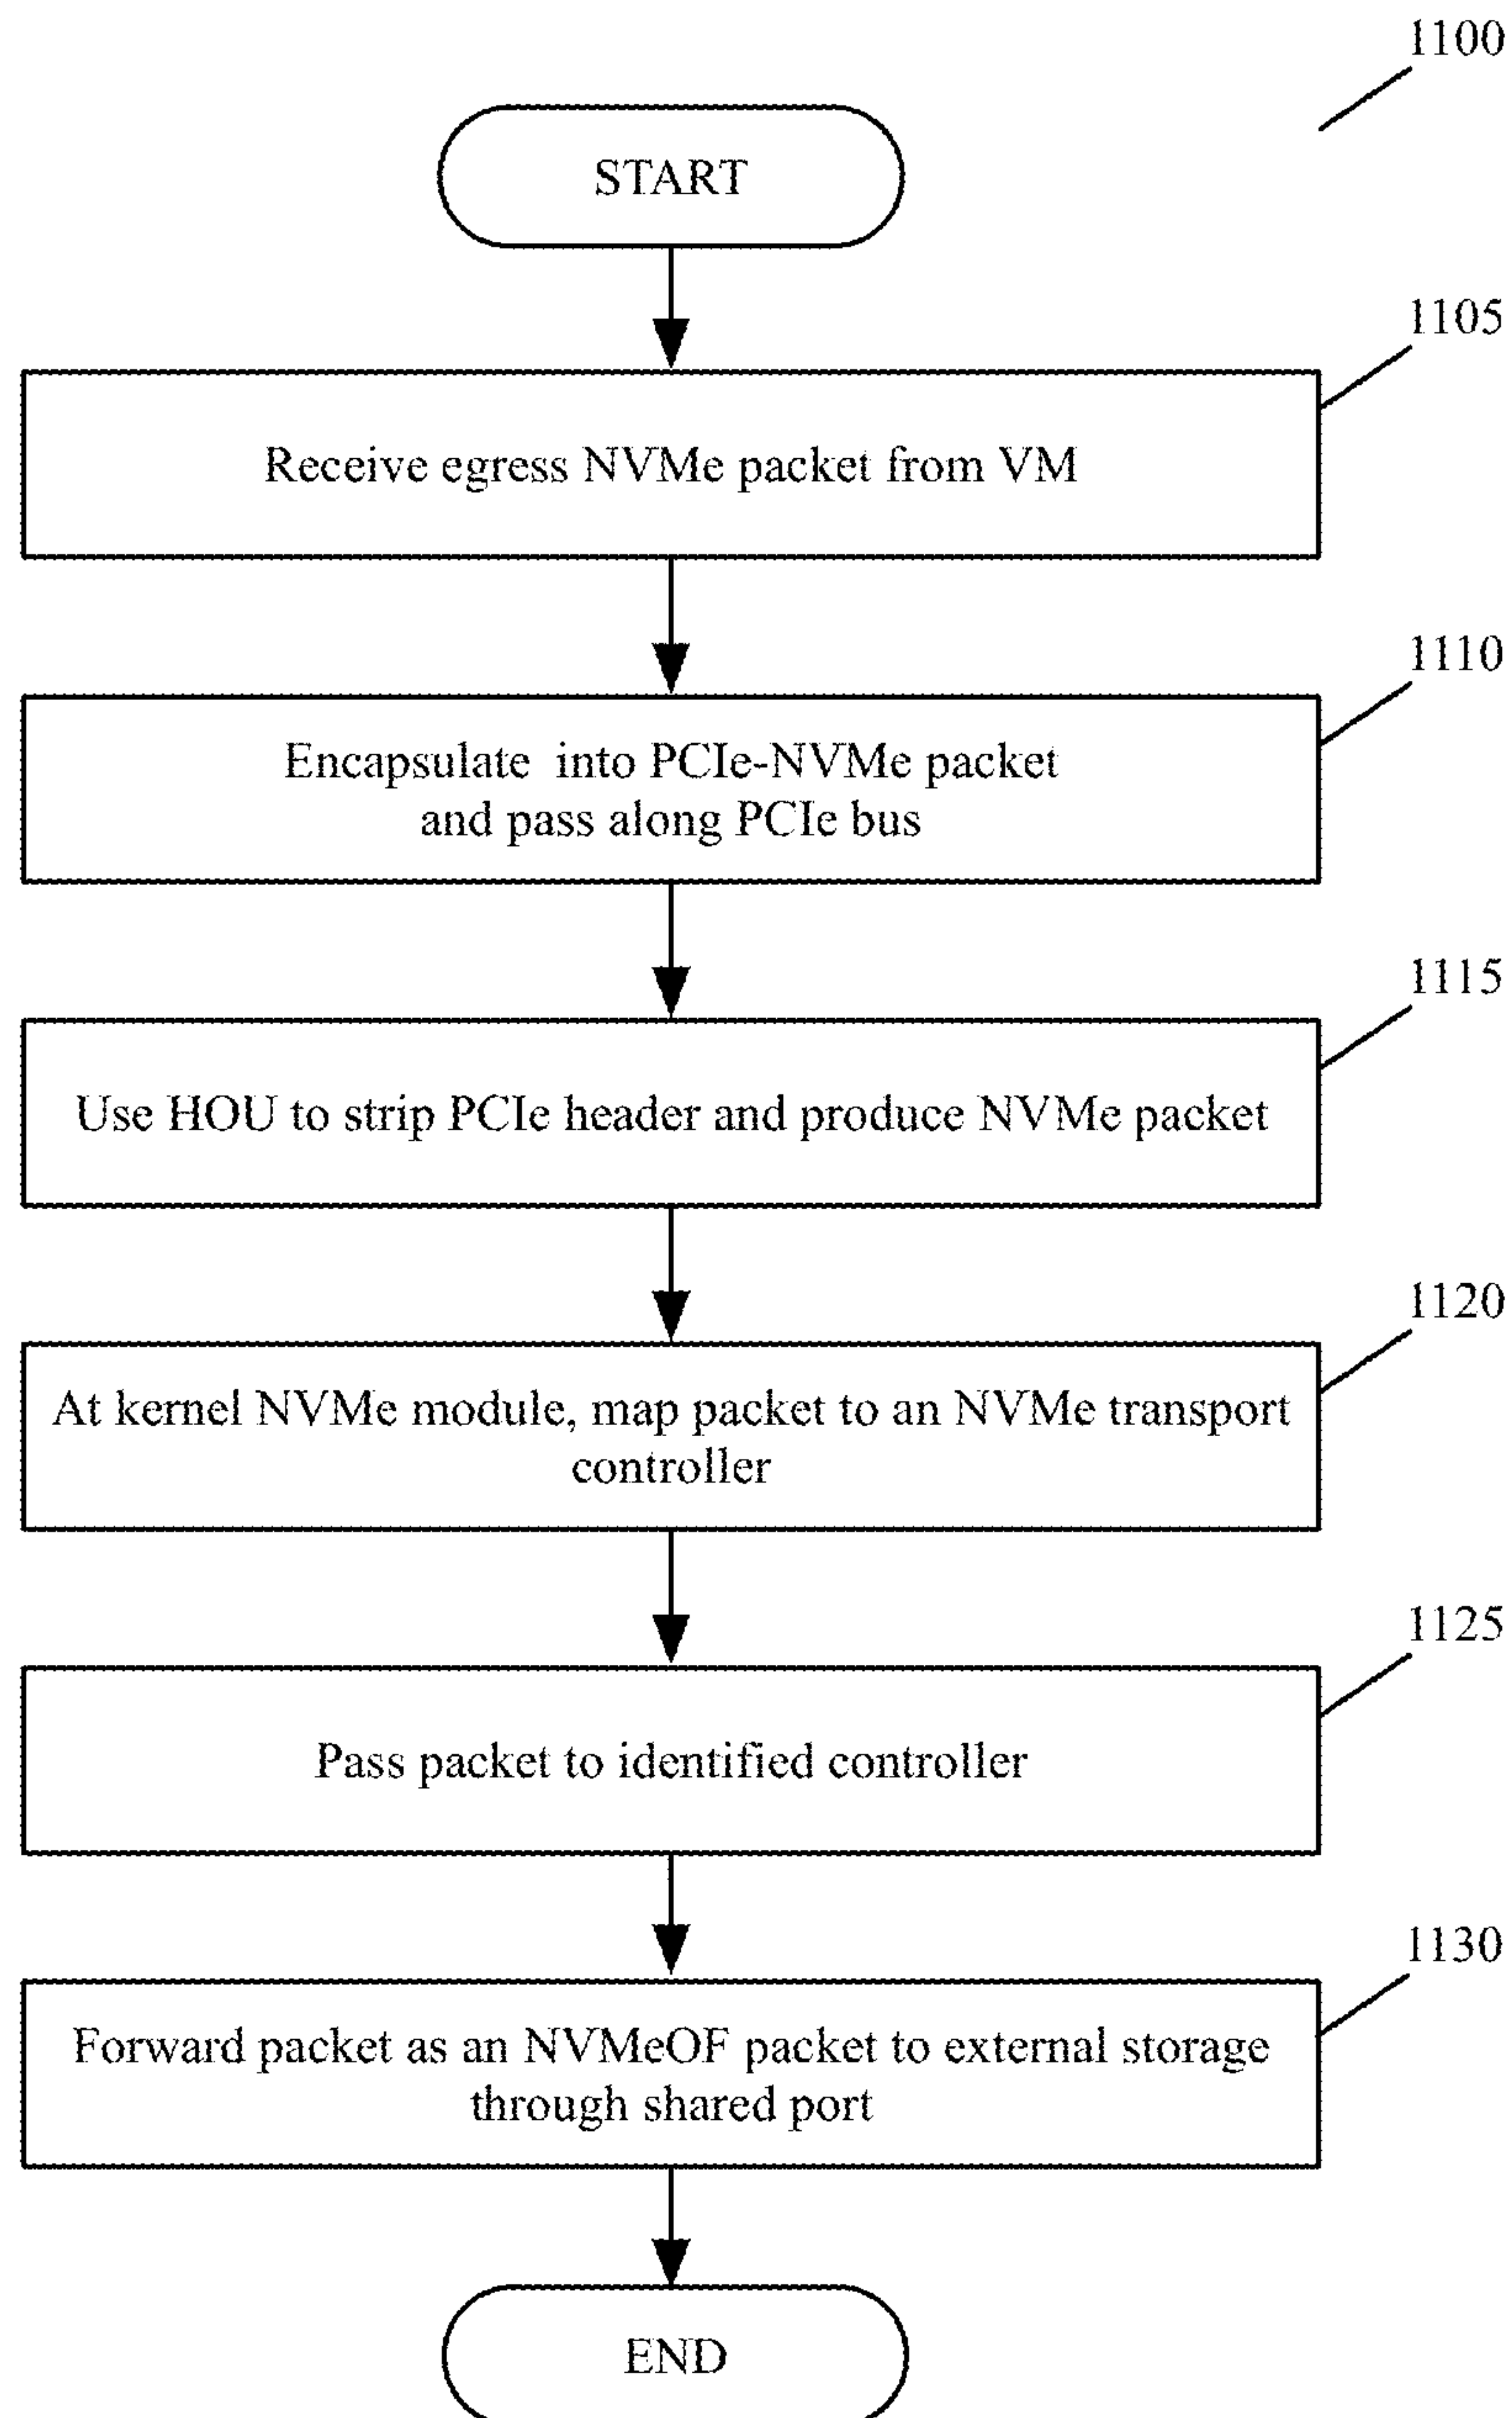 1100
START
1105
Receive egress NVMe packet from VM
1110
Encapsulate into PCIe-NVMe packet
and pass along PCIe bus
1115
Use HOU to strip PCIe header and produce NVMe packet
1120
At kernel NVMe module, map packet to an NVMe transport
controller
1125
Pass packet to identified controller
1130
Forward packet as an NVMeOF packet to external storage
through shared port
END